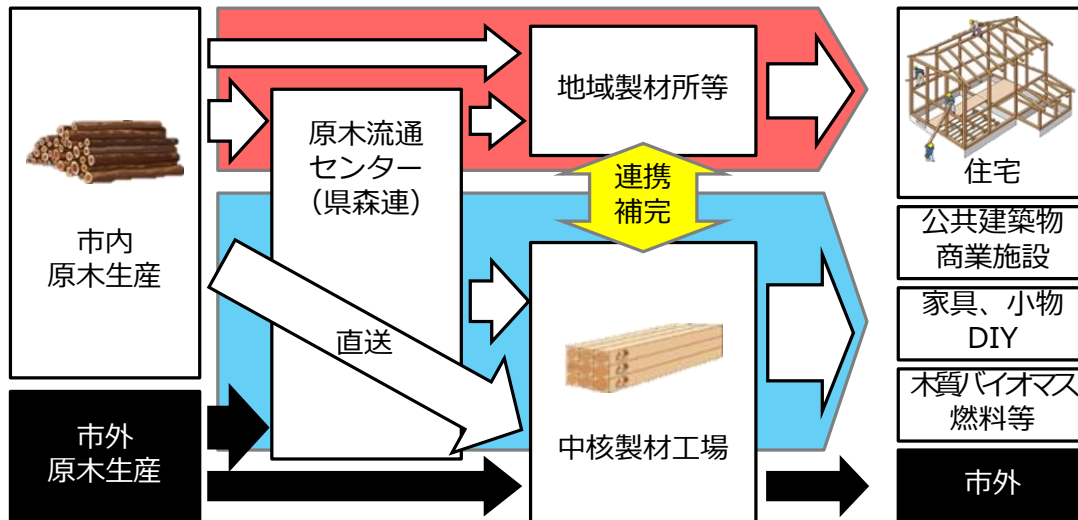 市内
原木生産
市外
原木生産
原木流通
センター
（県森連）
直送
地域製材所等
連携
補完
中核製材工場
住宅
公共建築物
商業施設
家具、小物
DIY
木質バイオマス
燃料等
市外